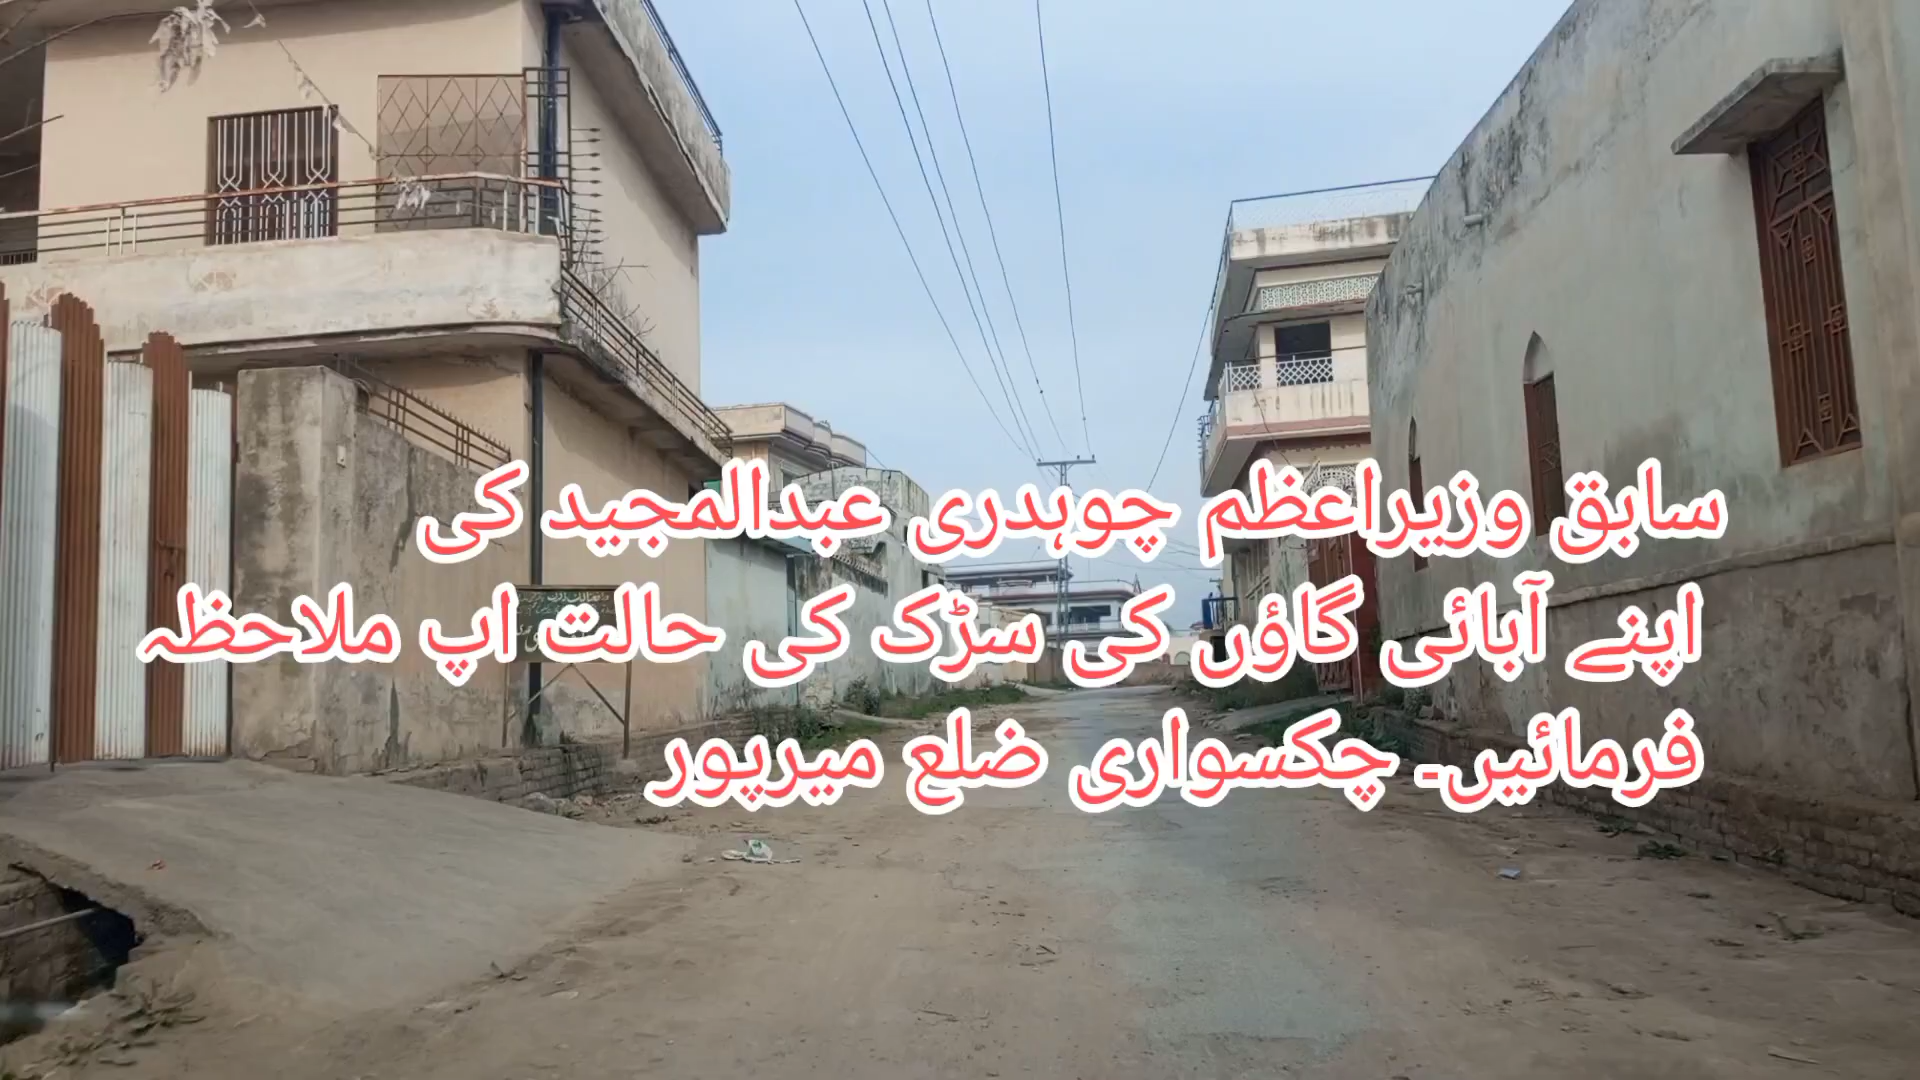 سابق وزیراعظم چوہدری عبدالمجید کی
اپنے آبائی گاؤں کی سڑک کی حالت اپ ملاحظہ
فرمائیں۔ چکسواری ضلع میرپور